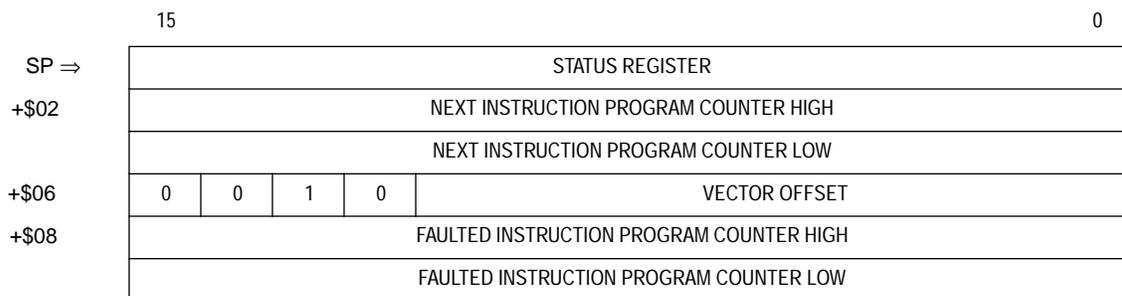 15 0
SP ⇒ STATUS REGISTER
+$02 NEXT INSTRUCTION PROGRAM COUNTER HIGH
NEXT INSTRUCTION PROGRAM COUNTER LOW
+$06 0 0 1 0 VECTOR OFFSET
+$08 FAULTED INSTRUCTION PROGRAM COUNTER HIGH
FAULTED INSTRUCTION PROGRAM COUNTER LOW